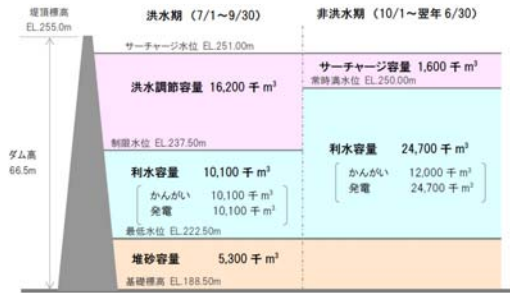 堤頂標高
EL.255.0m
洪水期 (7/1～9/30)
非洪水期 (10/1～翌年 6/30)
サーチャージ水位 EL.251.00m
洪水調節容量 16,200 千 m³
サーチャージ容量 1,600 千 m³
常時満水位 EL.250.00m
制限水位 EL.237.50m
ダム高
66.5m
利水容量 10,100 千 m³
かんがい 10,100 千 m³
発電 10,100 千 m³
利水容量 24,700 千 m³
かんがい 12,000 千 m³
発電 24,700 千 m³
最低水位 EL.222.50m
堆砂容量 5,300 千 m³
基礎標高 EL.188.50m